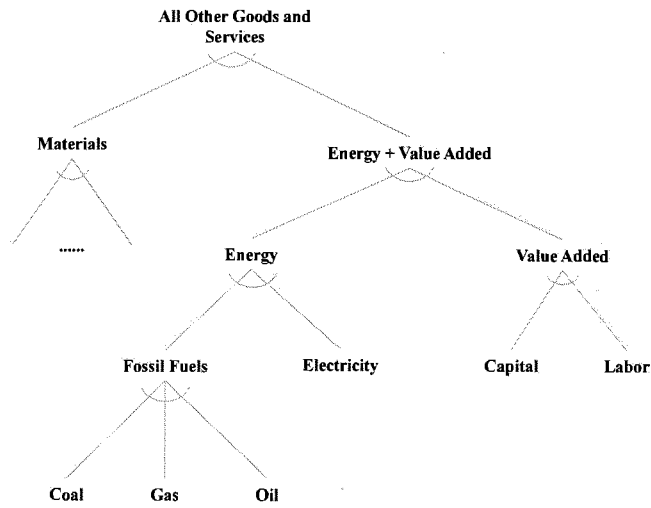 All Other Goods and
Services
Materials
Energy + Value Added
......
Energy
Value Added
Fossil Fuels
Electricity
Capital
Labor
Coal
Gas
Oil